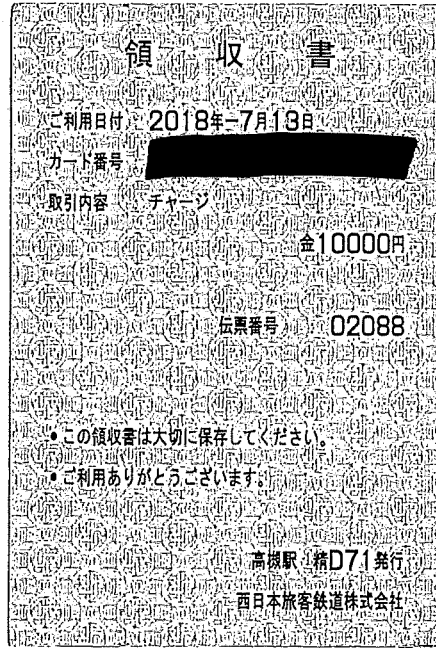 領収書
ご利用日付 2018年-7月13日
カード番号
取引内容 チャージ
金10000円
伝票番号 02088
•この領収書は大切に保存してください。
•ご利用ありがとうございます。
高槻駅 精D71発行
西日本旅客鉄道株式会社